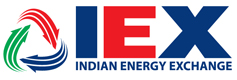 IEX
INDIAN ENERGY EXCHANGE